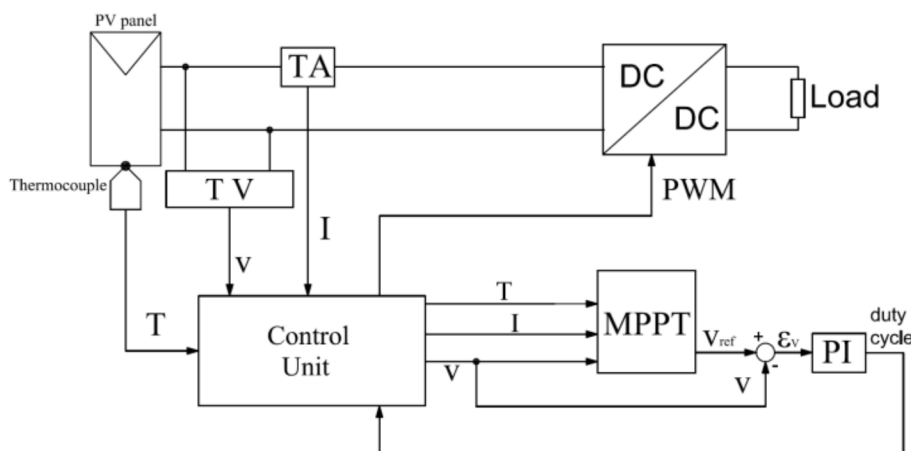 PV panel
TA
DC
DC
Load
Thermocouple
T V
PWM
I
v
T
Control
Unit
T
I
v
MPPT
Vref
+
-
v
εv
PI
duty
cycle